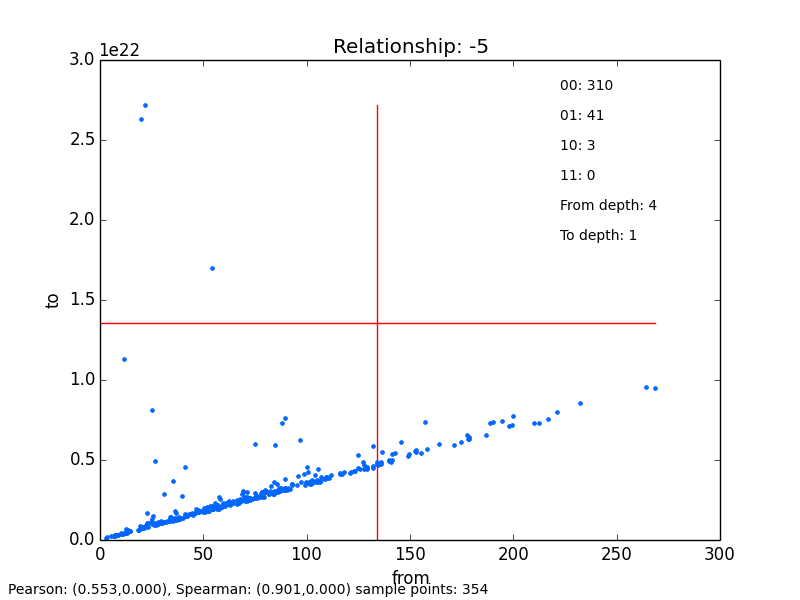 Relationship: -5
1e22
3.0
2.5
2.0
1.5
1.0
0.5
0.0
to
00: 310
01: 41
10: 3
11: 0
From depth: 4
To depth: 1
0 50 100 150 200 250 300
from
Pearson: (0.553,0.000), Spearman: (0.901,0.000) sample points: 354